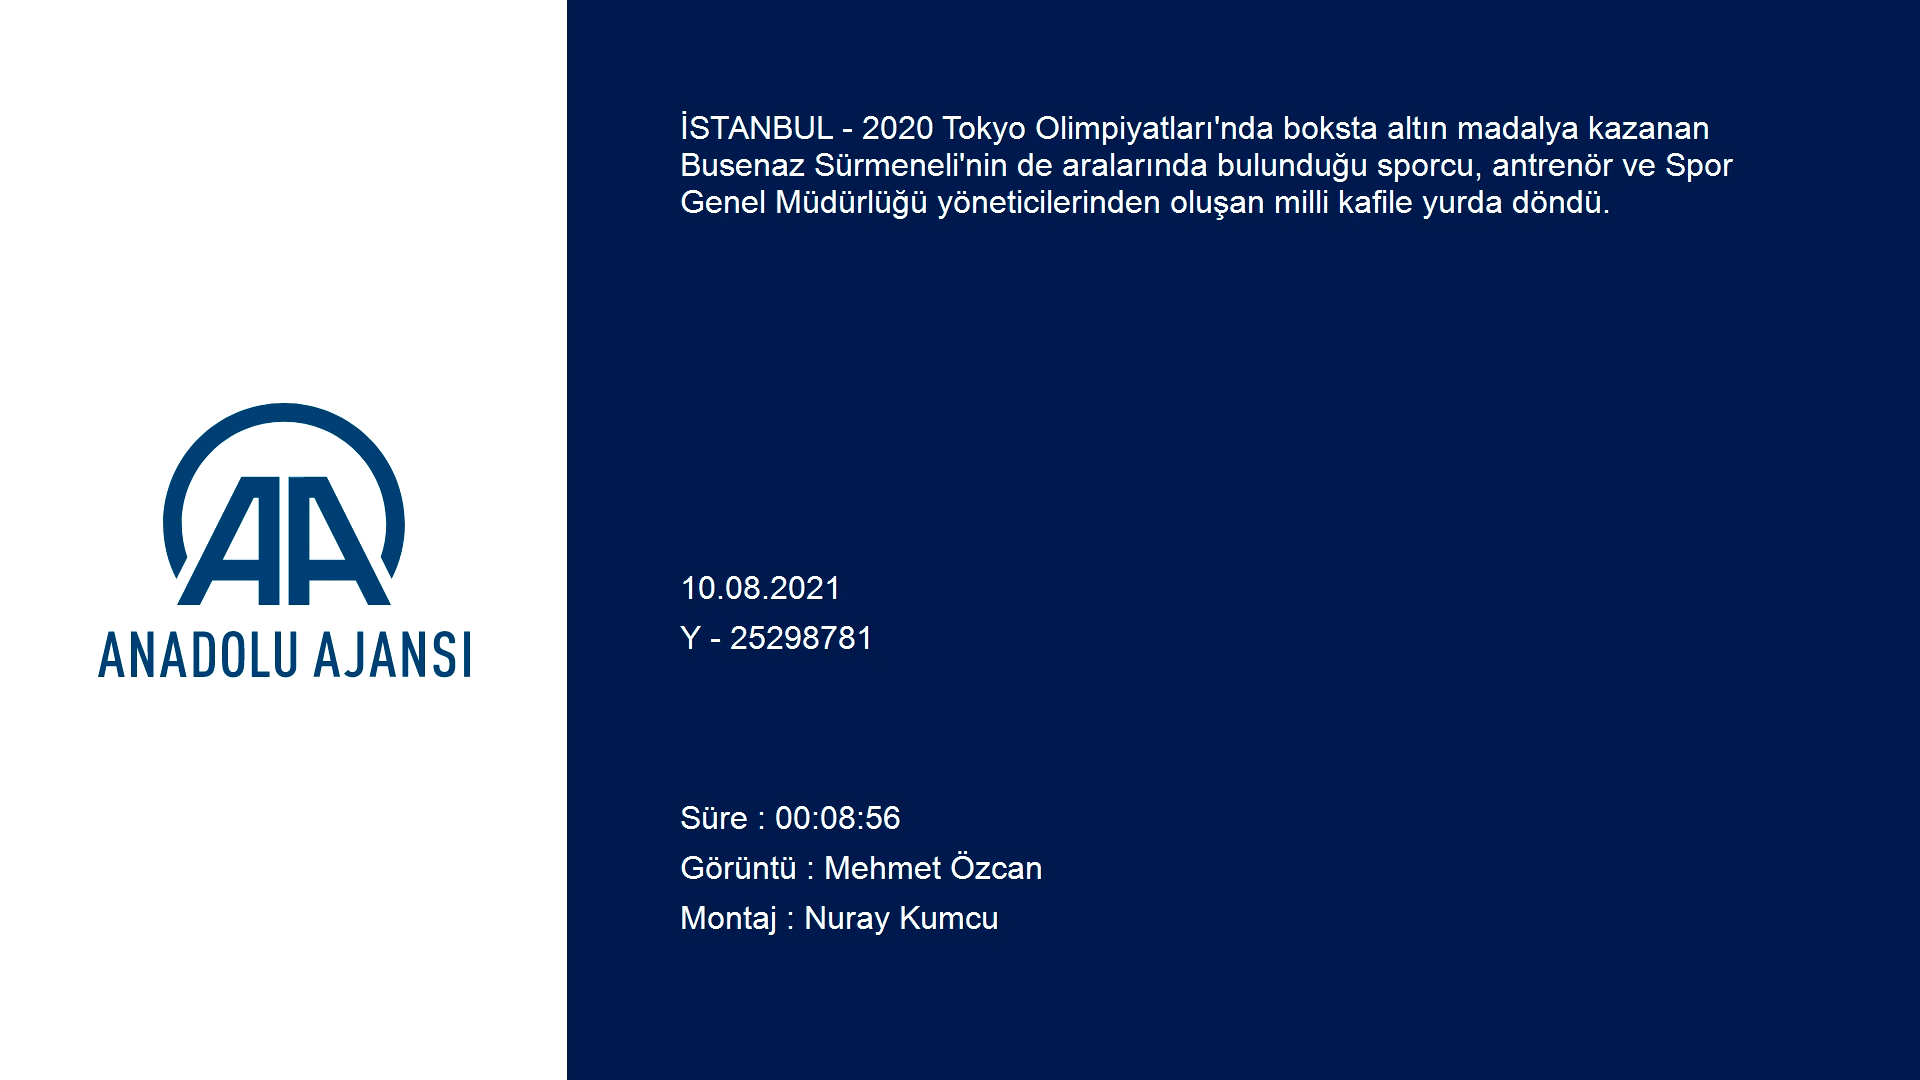 İSTANBUL - 2020 Tokyo Olimpiyatları'nda boksta altın madalya kazanan
Busenaz Sürmeneli'nin de aralarında bulunduğu sporcu, antrenör ve Spor
Genel Müdürlüğü yöneticilerinden oluşan milli kafile yurda döndü.
AA
ANADOLU AJANSI
10.08.2021
Y - 25298781
Süre : 00:08:56
Görüntü : Mehmet Özcan
Montaj : Nuray Kumcu